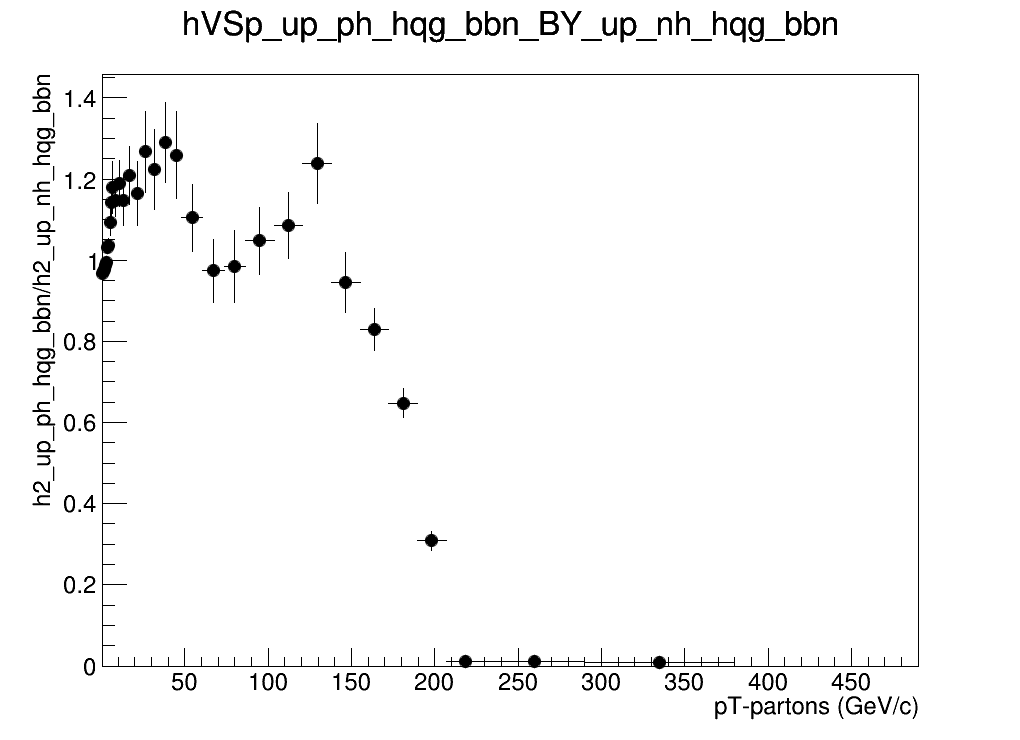 hVSp_up_ph_hqg_bbn_BY_up_nh_hqg_bbn
h2_up_ph_hqg_bbn/h2_up_nh_hqg_bbn
1.4
1.2
1
0.8
0.6
0.4
0.2
0
50 100 150 200 250 300 350 400 450
pT-partons (GeV/c)